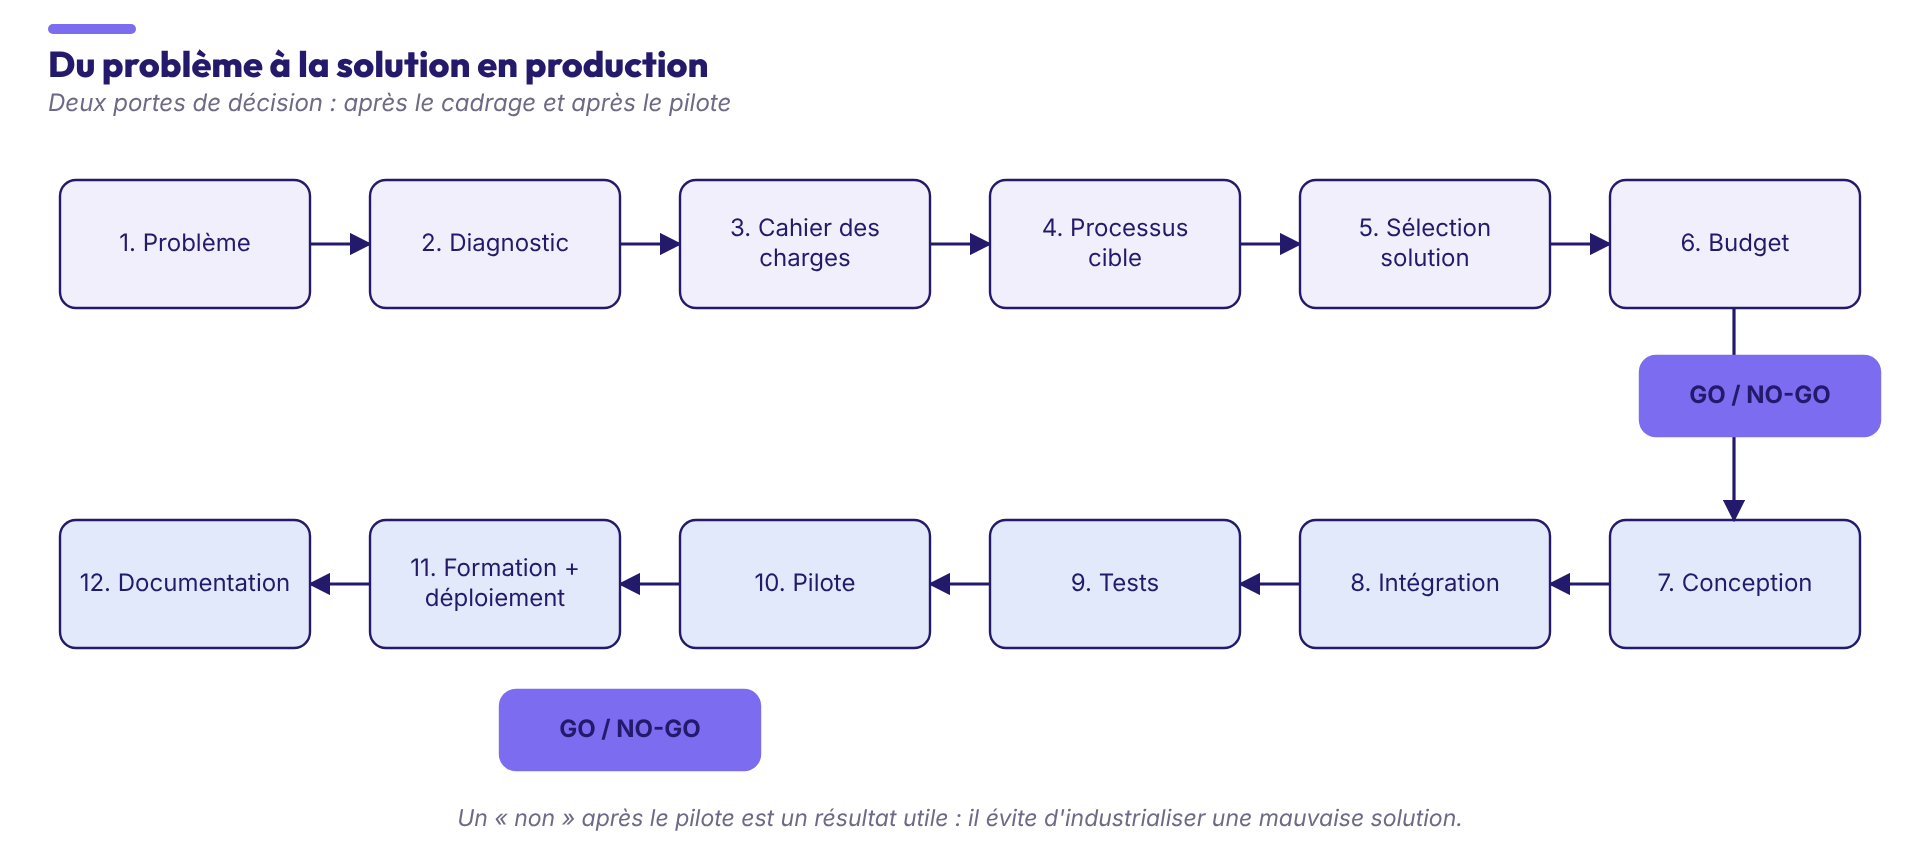 Du problème à la solution en production
Deux portes de décision : après le cadrage et après le pilote
1. Problème
2. Diagnostic
3. Cahier des
charges
4. Processus
cible
5. Sélection
solution
6. Budget
GO / NO-GO
7. Conception
8. Intégration
9. Tests
10. Pilote
11. Formation +
déploiement
12. Documentation
GO / NO-GO
Un « non » après le pilote est un résultat utile : il évite d'industrialiser une mauvaise solution.